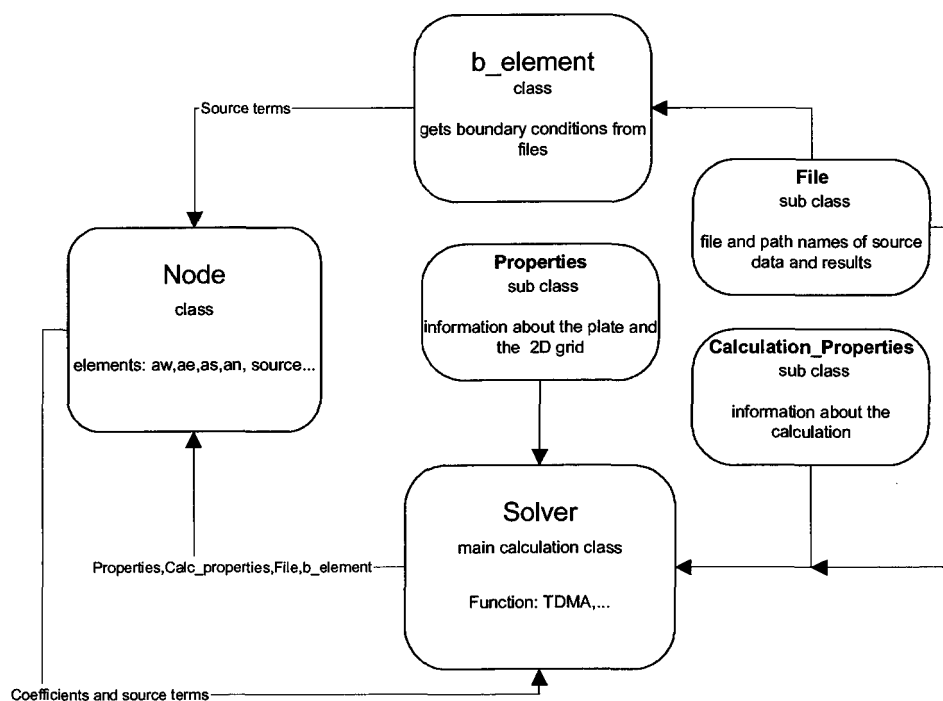 b_element
class
gets boundary conditions from
files
Source terms
File
sub class
file and path names of source
data and results
Node
class
elements: aw,ae,as,an, source...
Properties
sub class
information about the plate and
the 2D grid
Calculation_Properties
sub class
information about the
calculation
Solver
main calculation class
Function: TDMA,...
Properties,Calc_properties,File,b_element
Coefficients and source terms